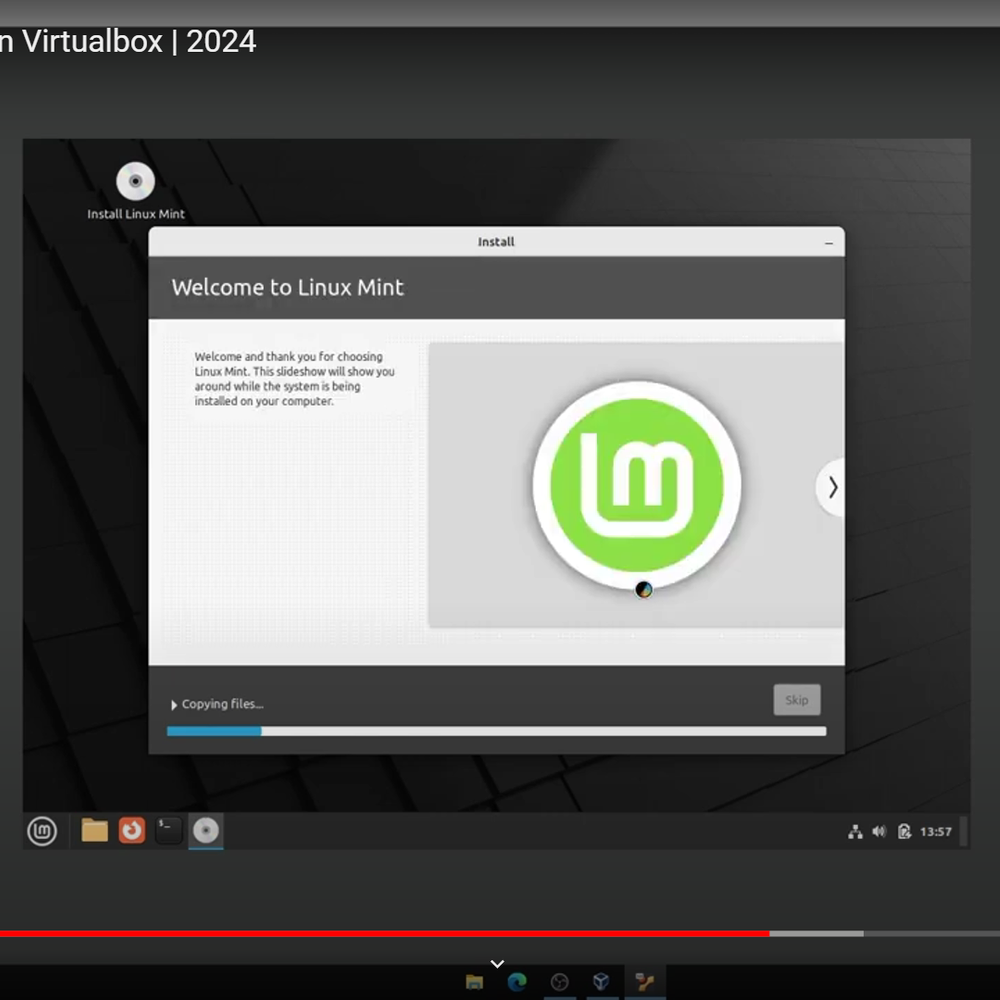 n Virtualbox | 2024
Install Linux Mint
Install
Welcome to Linux Mint
Welcome and thank you for choosing
Linux Mint. This slideshow will show you
around while the system is being
installed on your computer.
lm
Copying files...
Skip
lm
$_
13:57